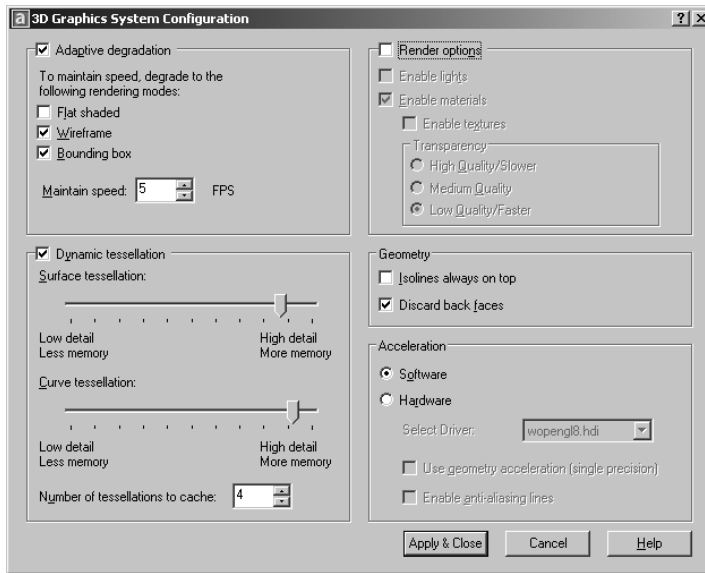 a 3D Graphics System Configuration ? x
Adaptive degradation
To maintain speed, degrade to the
following rendering modes:
Flat shaded
Wireframe
Bounding box
Maintain speed: 5 FPS
Dynamic tessellation
Surface tessellation:
Low detail High detail
Less memory More memory
Curve tessellation:
Low detail High detail
Less memory More memory
Number of tessellations to cache: 4
Render options
Enable lights
Enable materials
Enable textures
Transparency
High Quality/Slower
Medium Quality
Low Quality/Faster
Geometry
Isolines always on top
Discard back faces
Acceleration
Software
Hardware
Select Driver: wopengl8.hdi
Use geometry acceleration (single precision)
Enable anti-aliasing lines
Apply & Close Cancel Help